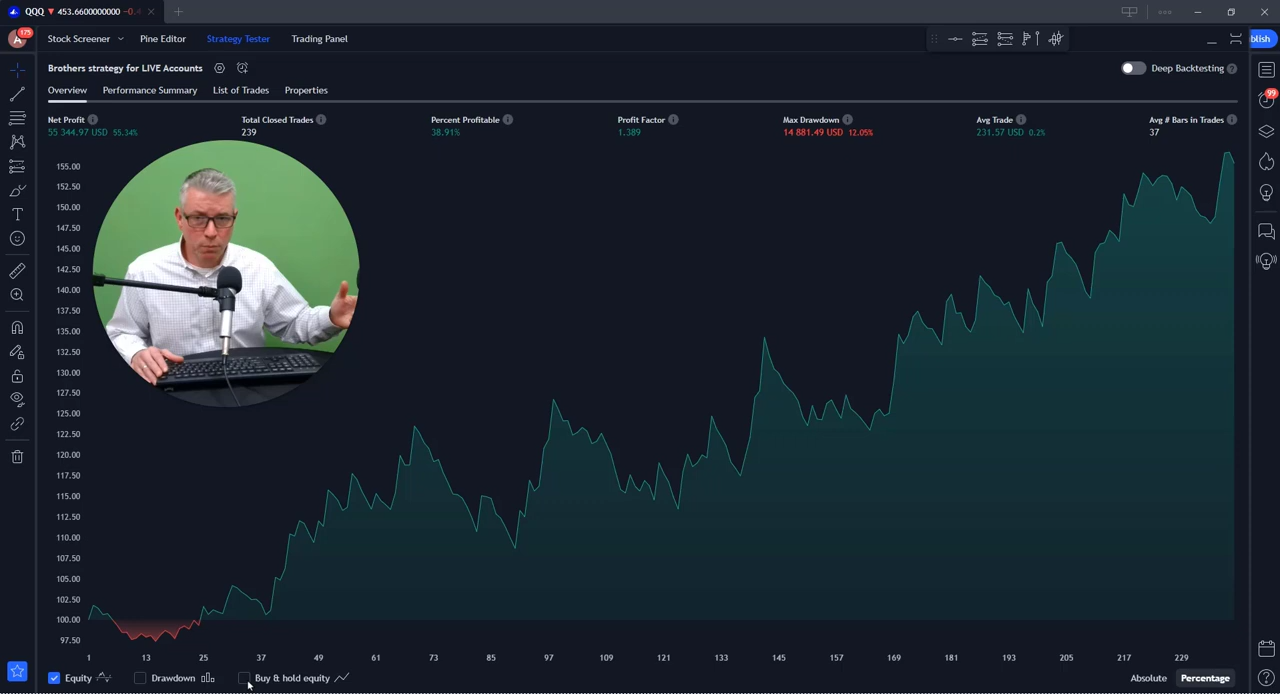 QQQ ▼ 453.6600000000 −0.4
A 175
Stock Screener Pine Editor Strategy Tester Trading Panel
blish
Brothers strategy for LIVE Accounts
Deep Backtesting
Overview Performance Summary List of Trades Properties
99
Net Profit Total Closed Trades Percent Profitable Profit Factor Max Drawdown Avg Trade Avg # Bars in Trades
55 344.97 USD 55.34% 239 38.91% 1.389 14 881.49 USD 12.05% 231.57 USD 0.2% 37
155.00
152.50
150.00
147.50
145.00
142.50
140.00
137.50
135.00
132.50
130.00
127.50
125.00
122.50
120.00
117.50
115.00
112.50
110.00
107.50
105.00
102.50
100.00
97.50
1 13 25 37 49 61 73 85 97 109 121 133 145 157 169 181 193 205 217 229
Equity Drawdown Buy & hold equity Absolute Percentage